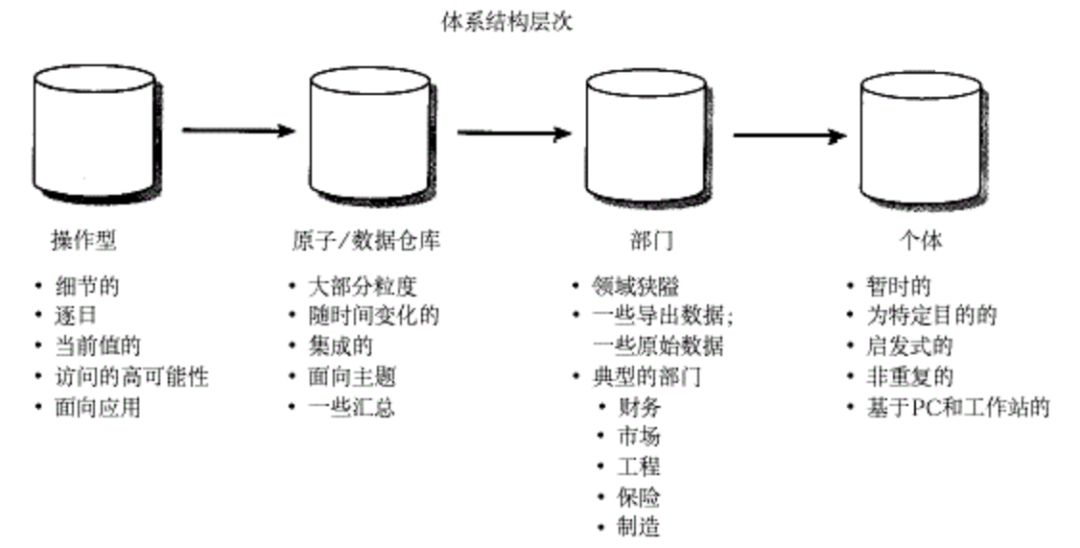 体系结构层次
操作型
• 细节的
• 逐日
• 当前值的
• 访问的高可能性
• 面向应用
原子/数据仓库
• 大部分粒度
• 随时间变化的
• 集成的
• 面向主题
• 一些汇总
部门
• 领域狭隘
• 一些导出数据;
一些原始数据
• 典型的部门
• 财务
• 市场
• 工程
• 保险
• 制造
个体
• 暂时的
• 为特定目的的
• 启发式的
• 非重复的
• 基于PC和工作站的